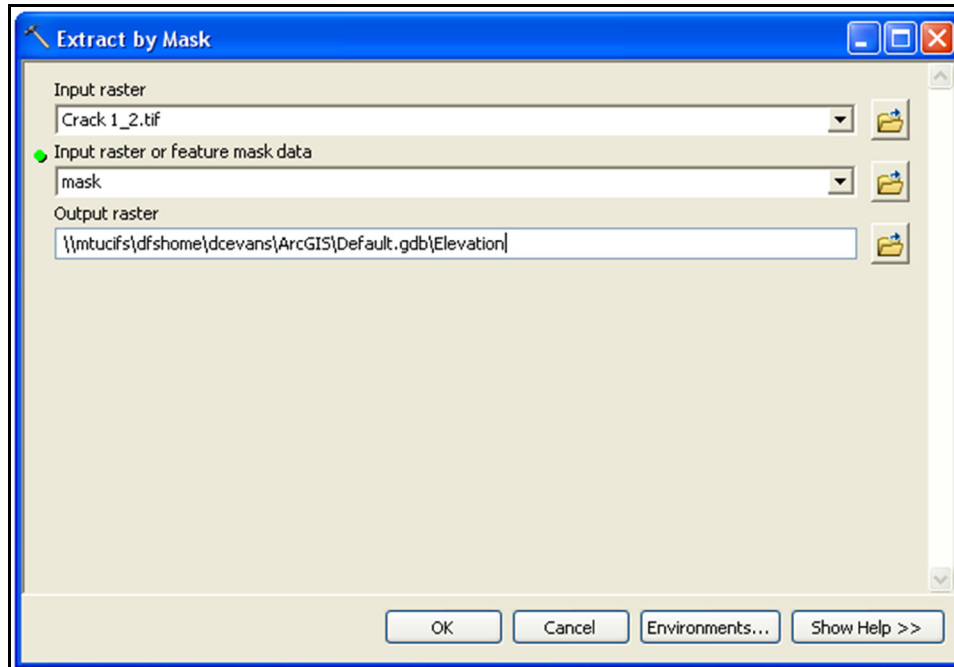 Extract by Mask
Input raster
Crack 1_2.tif
Input raster or feature mask data
mask
Output raster
\\mtucifs\dfshome\dcevans\ArcGIS\Default.gdb\Elevation
OK Cancel Environments... Show Help >>